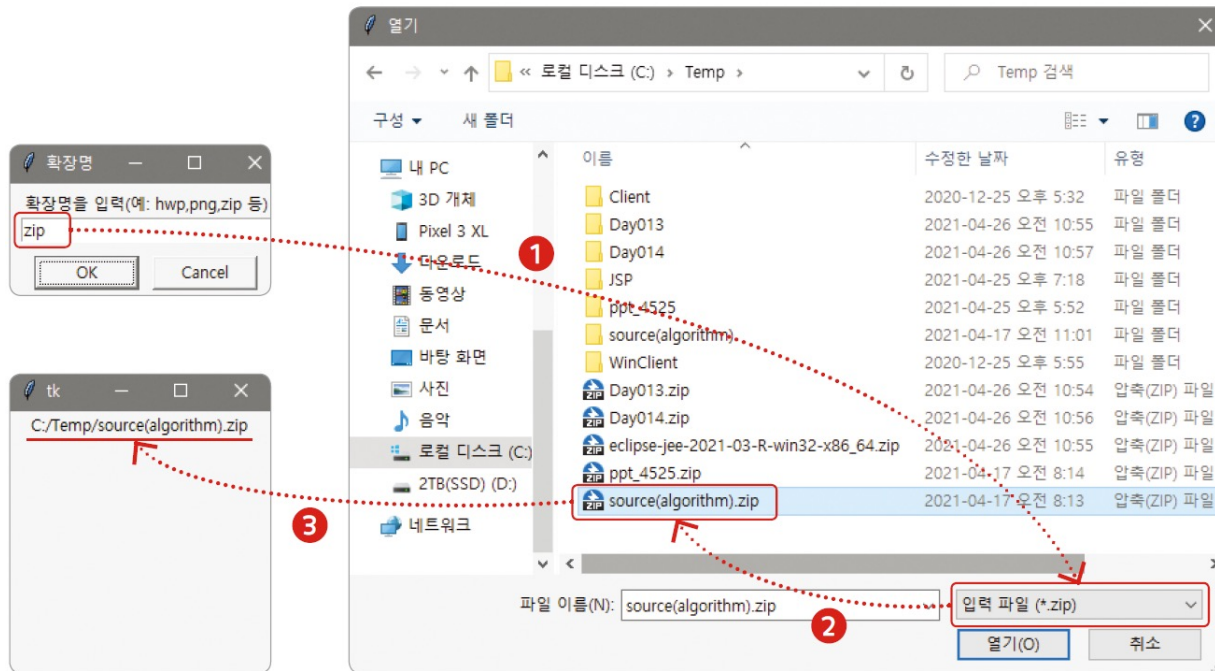 확장명
확장명을 입력(예: hwp,png,zip 등)
zip
OK Cancel
tk
C:/Temp/source(algorithm).zip
열기
« 로컬 디스크 (C:) › Temp ›
Temp 검색
구성 새 폴더
내 PC
3D 개체
Pixel 3 XL
다운로드
동영상
문서
바탕 화면
사진
음악
로컬 디스크 (C:)
2TB(SSD) (D:)
네트워크
이름 수정한 날짜 유형
Client 2020-12-25 오후 5:32 파일 폴더
Day013 2021-04-26 오전 10:55 파일 폴더
Day014 2021-04-26 오전 10:57 파일 폴더
JSP 2021-04-25 오후 7:18 파일 폴더
ppt_4525 2021-04-25 오후 5:52 파일 폴더
source(algorithm) 2021-04-17 오전 11:01 파일 폴더
WinClient 2020-12-25 오후 5:55 파일 폴더
ZIP Day013.zip 2021-04-26 오전 10:54 압축(ZIP) 파일
ZIP Day014.zip 2021-04-26 오전 10:56 압축(ZIP) 파일
ZIP eclipse-jee-2021-03-R-win32-x86_64.zip 2021-04-26 오전 10:55 압축(ZIP) 파일
ZIP ppt_4525.zip 2021-04-17 오전 8:14 압축(ZIP) 파일
ZIP source(algorithm).zip 2021-04-17 오전 8:13 압축(ZIP) 파일
파일 이름(N): source(algorithm).zip 입력 파일 (*.zip)
열기(O) 취소
1
2
3